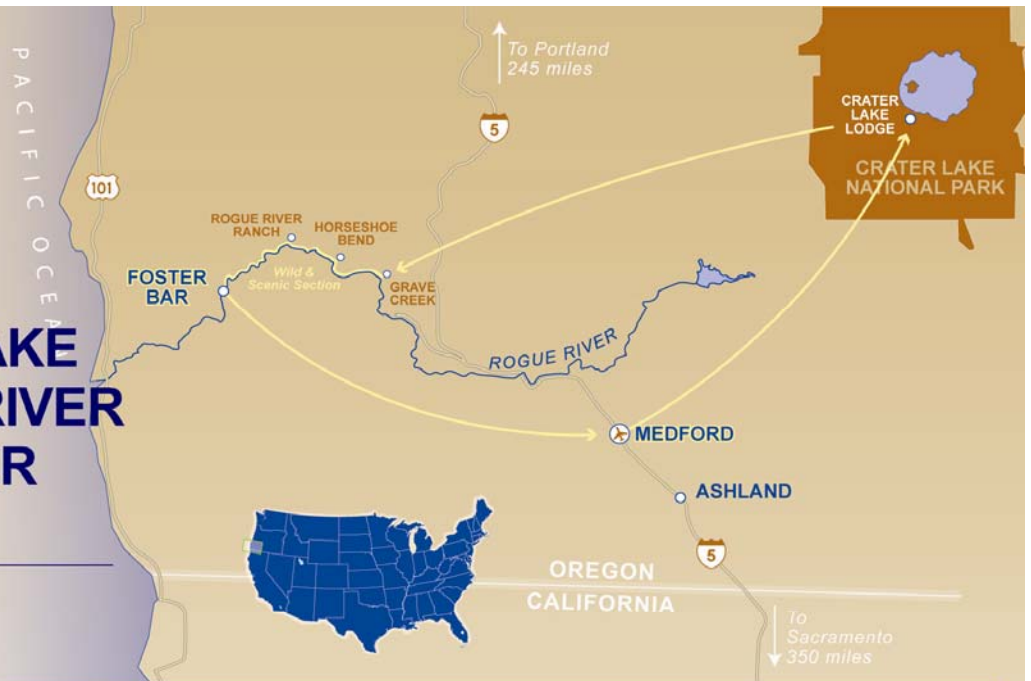 PACIFIC OCEAN
To Portland
245 miles
5
CRATER
LAKE
LODGE
CRATER LAKE
NATIONAL PARK
101
ROGUE RIVER
RANCH
HORSESHOE
BEND
Wild &
Scenic Section
GRAVE
CREEK
FOSTER
BAR
ROGUE RIVER
AKE
RIVER
R
MEDFORD
ASHLAND
5
OREGON
CALIFORNIA
To
Sacramento
350 miles